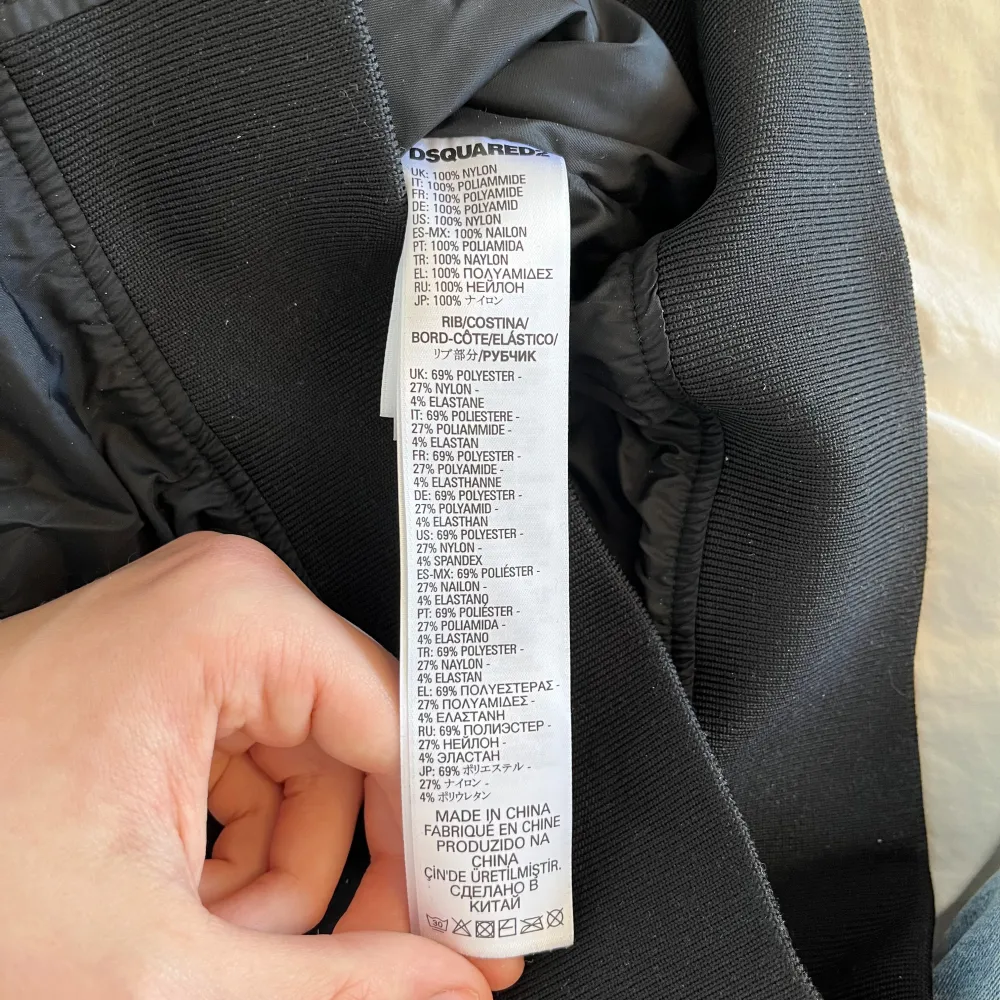 DSQUARED2
UK: 100% NYLON
IT: 100% POLIAMMIDE
FR: 100% POLYAMIDE
DE: 100% POLYAMID
US: 100% NYLON
ES-MX: 100% NAILON
PT: 100% POLIAMIDA
TR: 100% NAYLON
EL: 100% ΠΟΛΥΑΜΙΔΕΣ
RU: 100% НЕЙЛОН
JP: 100% ナイロン
RIB/COSTINA/
BORD-CÔTE/ELÁSTICO/
リブ部分/РУБЧИК
UK: 69% POLYESTER -
27% NYLON -
4% ELASTANE
IT: 69% POLIESTERE -
27% POLIAMMIDE -
4% ELASTAN
FR: 69% POLYESTER -
27% POLYAMIDE -
4% ELASTHANNE
DE: 69% POLYESTER -
27% POLYAMID -
4% ELASTHAN
US: 69% POLYESTER -
27% NYLON -
4% SPANDEX
ES-MX: 69% POLIÉSTER -
27% NAILON -
4% ELASTANO
PT: 69% POLIÉSTER -
27% POLIAMIDA -
4% ELASTANO
TR: 69% POLYESTER -
27% NAYLON -
4% ELASTAN
EL: 69% ΠΟΛΥΕΣΤΕΡΑΣ -
27% ΠΟΛΥΑΜΙΔΕΣ -
4% ΕΛΑΣΤΑΝΗ
RU: 69% ПОЛИЭСТЕР -
27% НЕЙЛОН -
4% ЭЛАСТАН
JP: 69% ポリエステル -
27% ナイロン -
4% ポリウレタン
MADE IN CHINA
FABRIQUÉ EN CHINE
PRODUZIDO NA
CHINA
ÇİN'DE ÜRETİLMİŞTİR.
СДЕЛАНО В
КИТАЙ
30